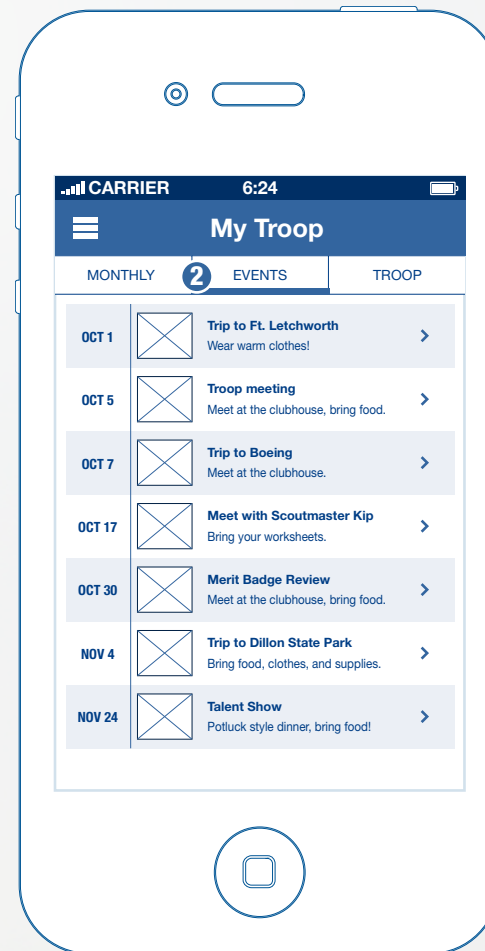 CARRIER 6:24
My Troop
MONTHLY 2 EVENTS TROOP
OCT 1 Trip to Ft. Letchworth
Wear warm clothes!
OCT 5 Troop meeting
Meet at the clubhouse, bring food.
OCT 7 Trip to Boeing
Meet at the clubhouse.
OCT 17 Meet with Scoutmaster Kip
Bring your worksheets.
OCT 30 Merit Badge Review
Meet at the clubhouse, bring food.
NOV 4 Trip to Dillon State Park
Bring food, clothes, and supplies.
NOV 24 Talent Show
Potluck style dinner, bring food!